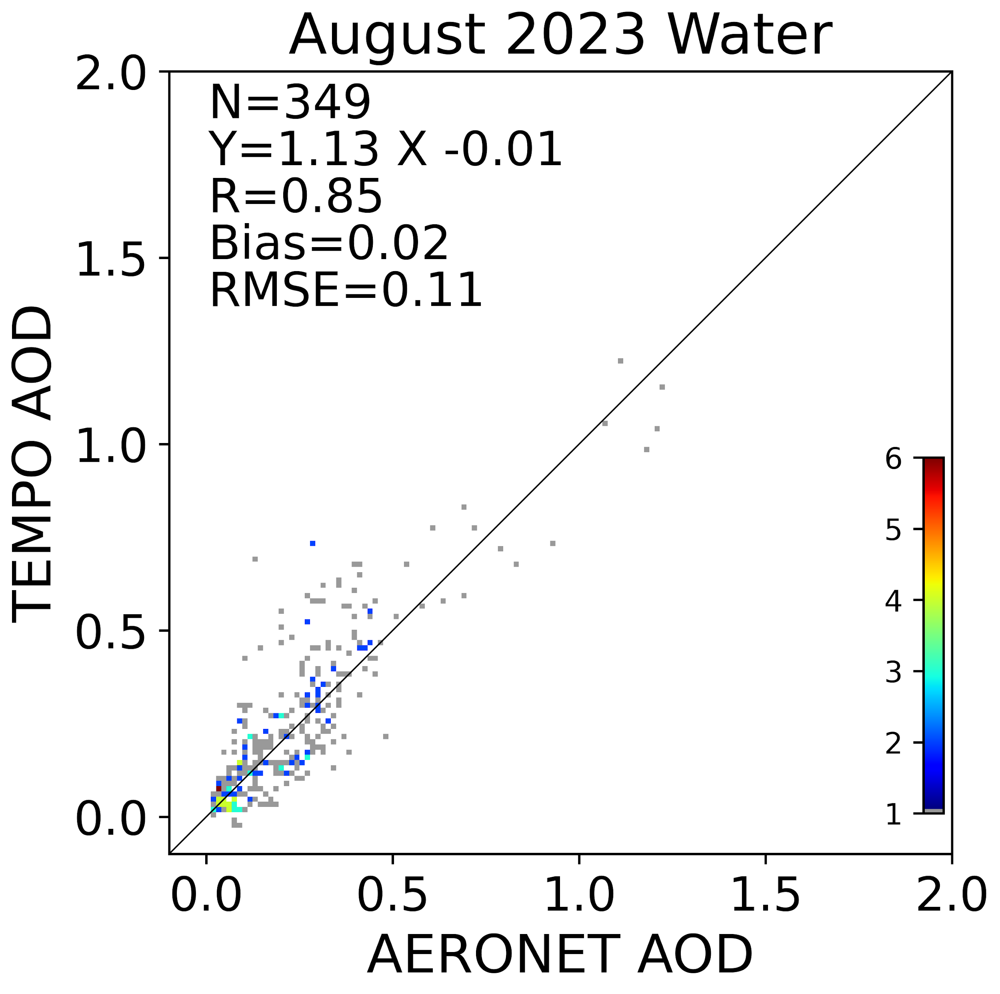 August 2023 Water
N=349
Y=1.13 X -0.01
R=0.85
Bias=0.02
RMSE=0.11
2.0
1.5
1.0
0.5
0.0
TEMPO AOD
6
5
4
3
2
1
0.0 0.5 1.0 1.5 2.0
AERONET AOD